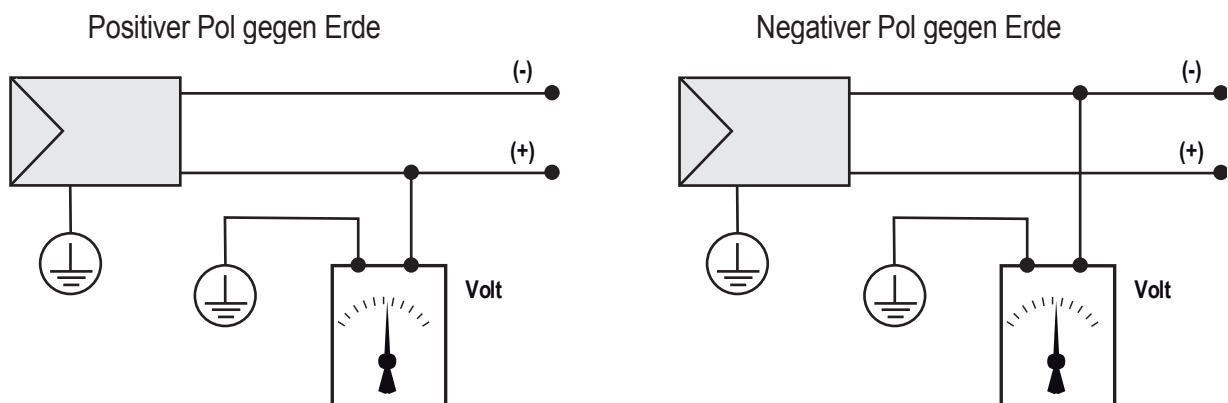 Positiver Pol gegen Erde
(-)
(+)
Volt
Negativer Pol gegen Erde
(-)
(+)
Volt